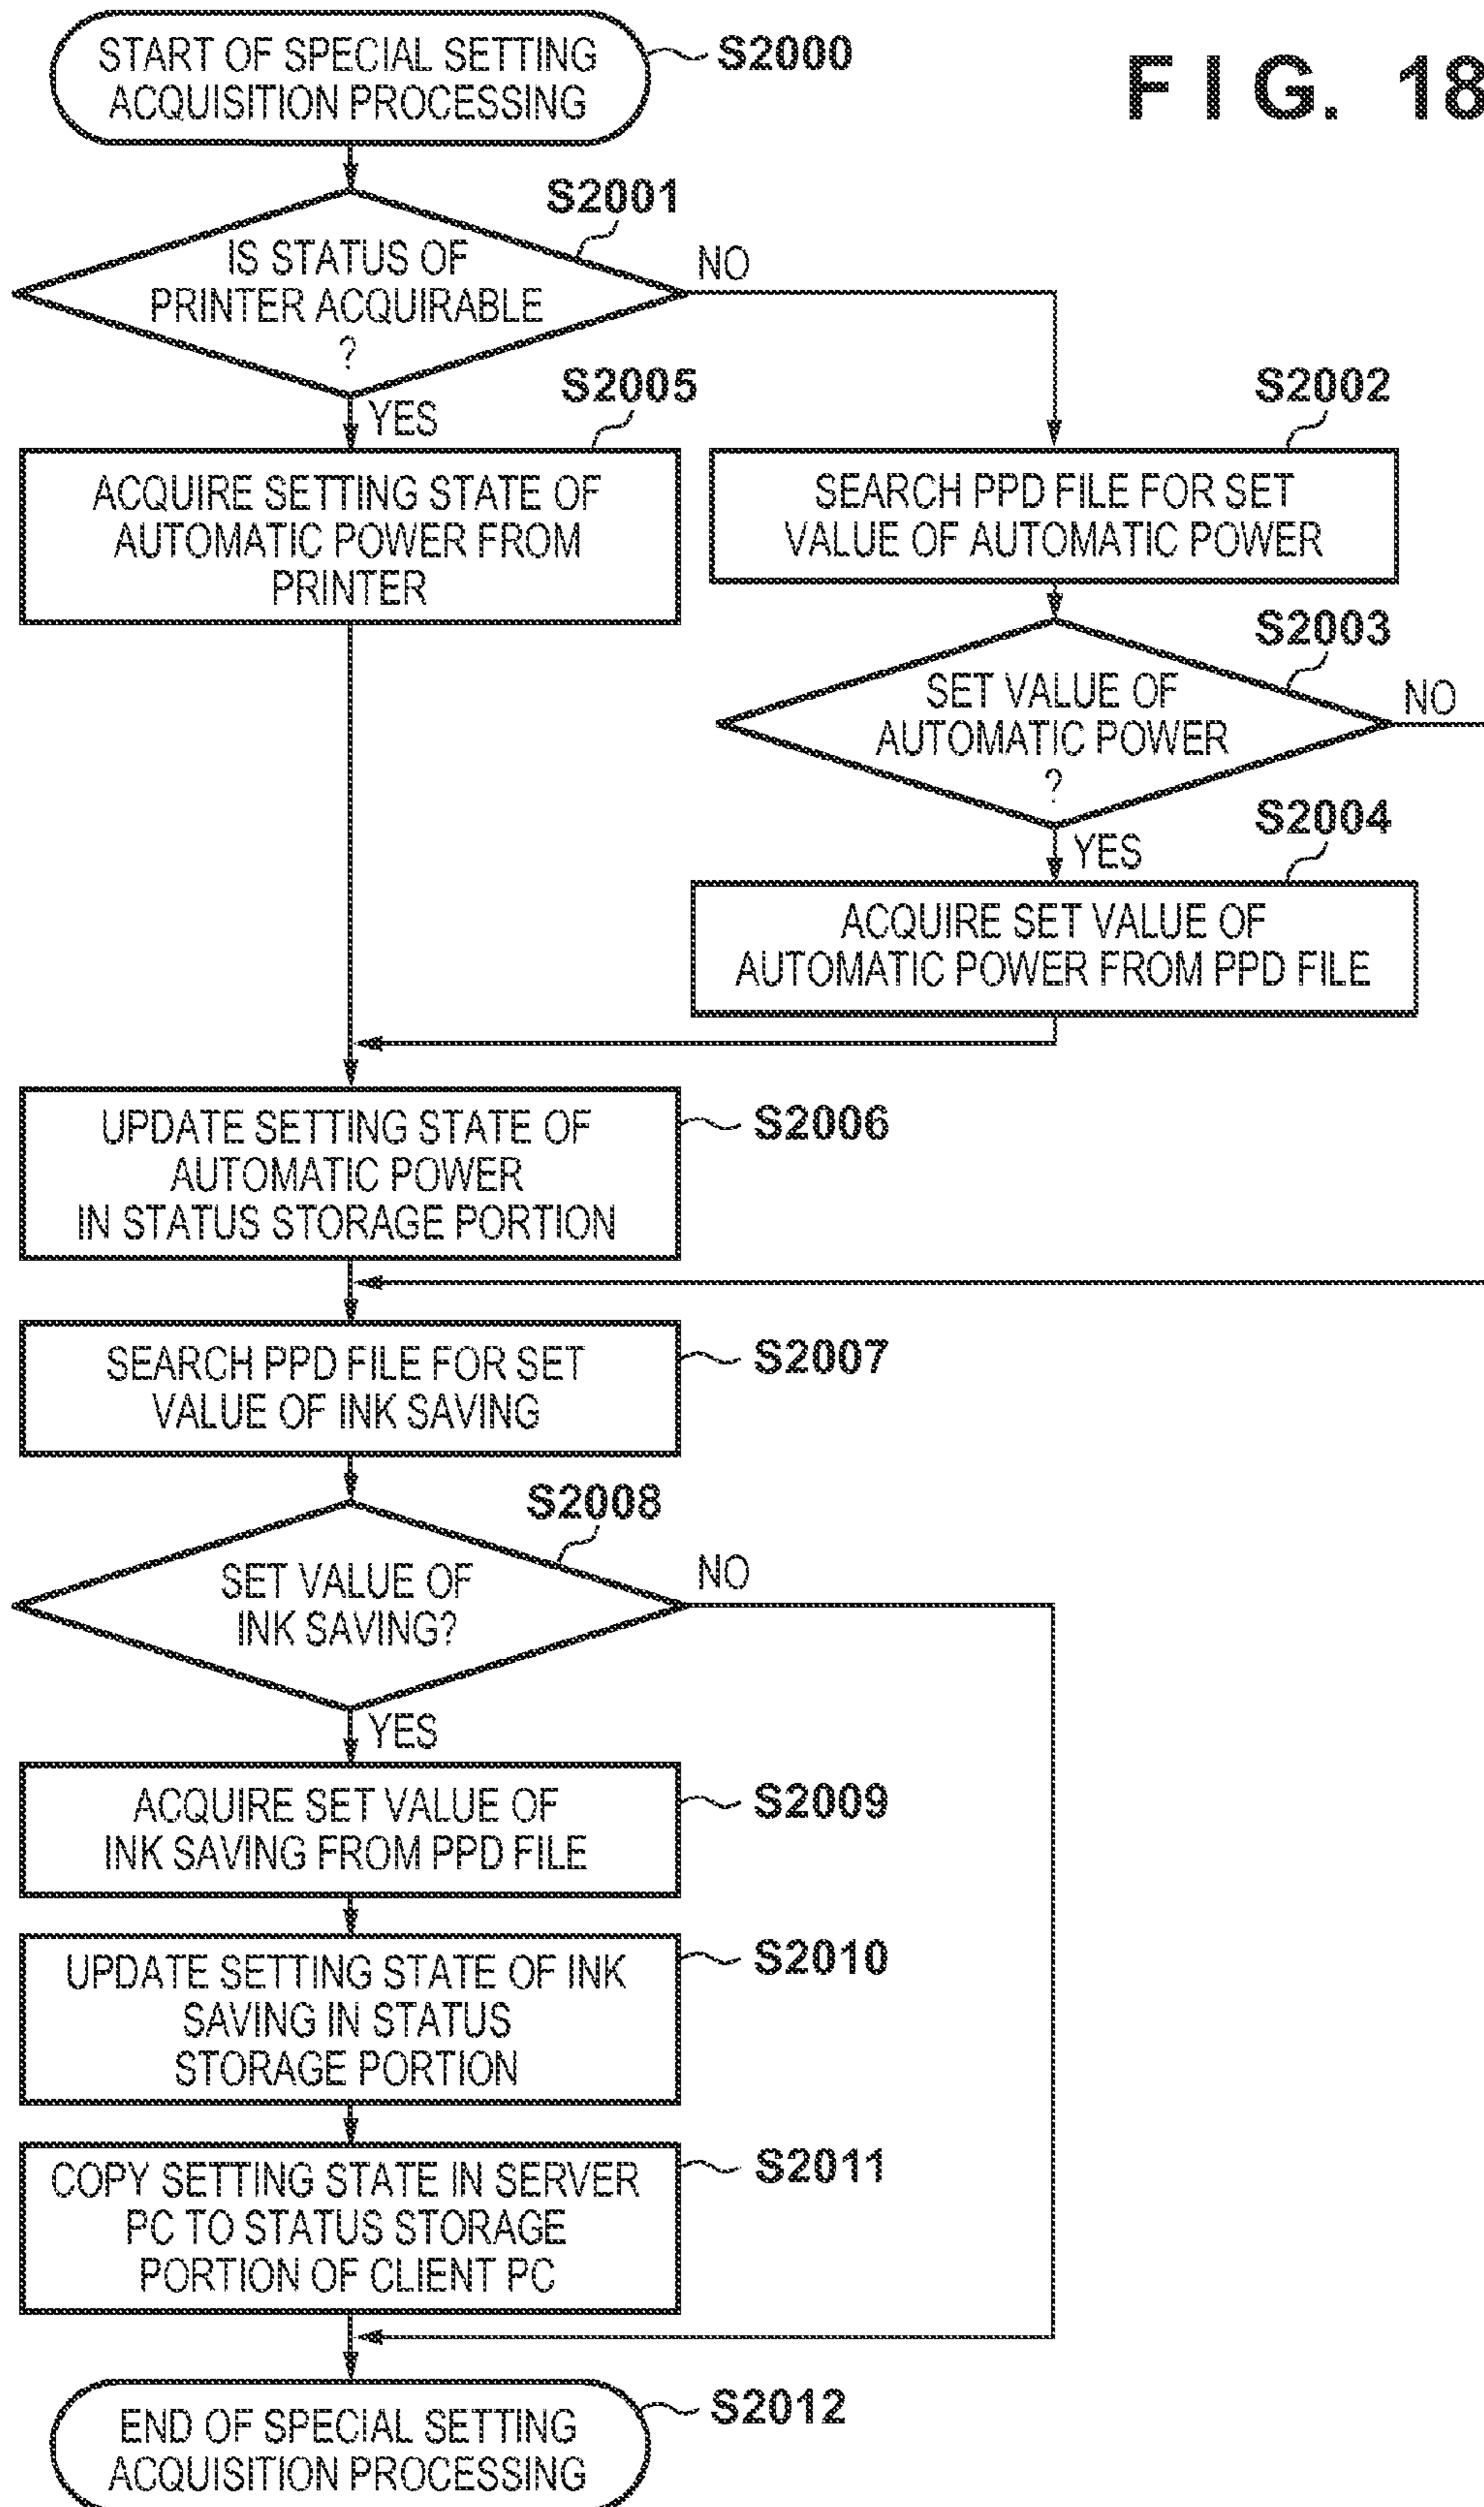 FIG. 18
START OF SPECIAL SETTING
ACQUISITION PROCESSING
S2000
S2001
IS STATUS OF
PRINTER ACQUIRABLE
?
NO
YES
S2005
ACQUIRE SETTING STATE OF
AUTOMATIC POWER FROM
PRINTER
S2002
SEARCH PPD FILE FOR SET
VALUE OF AUTOMATIC POWER
S2003
SET VALUE OF
AUTOMATIC POWER
?
NO
YES
S2004
ACQUIRE SET VALUE OF
AUTOMATIC POWER FROM PPD FILE
UPDATE SETTING STATE OF
AUTOMATIC POWER
IN STATUS STORAGE PORTION
S2006
SEARCH PPD FILE FOR SET
VALUE OF INK SAVING
S2007
S2008
SET VALUE OF
INK SAVING?
NO
YES
ACQUIRE SET VALUE OF
INK SAVING FROM PPD FILE
S2009
UPDATE SETTING STATE OF INK
SAVING IN STATUS
STORAGE PORTION
S2010
COPY SETTING STATE IN SERVER
PC TO STATUS STORAGE
PORTION OF CLIENT PC
S2011
END OF SPECIAL SETTING
ACQUISITION PROCESSING
S2012